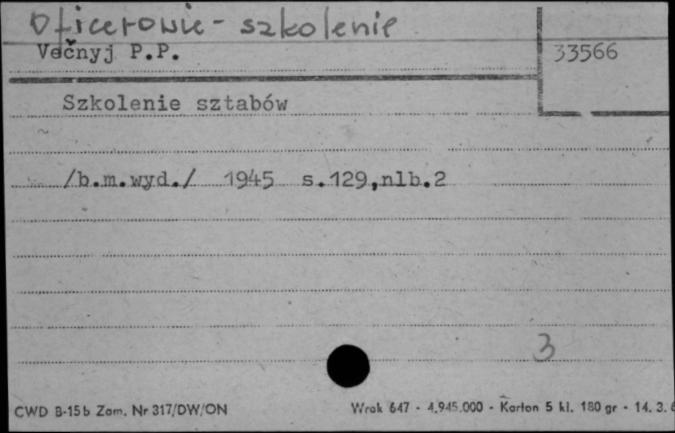 Oficerowie - szkolenie
Večnyj P.P.
33566
Szkolenie sztabów
/b.m.wyd./ 1945 s.129,nlb.2
3
CWD B-15b Zam. Nr 317/DW/ON
Wrak 647 - 4.945.000 - Karton 5 kl. 180 gr - 14. 3.